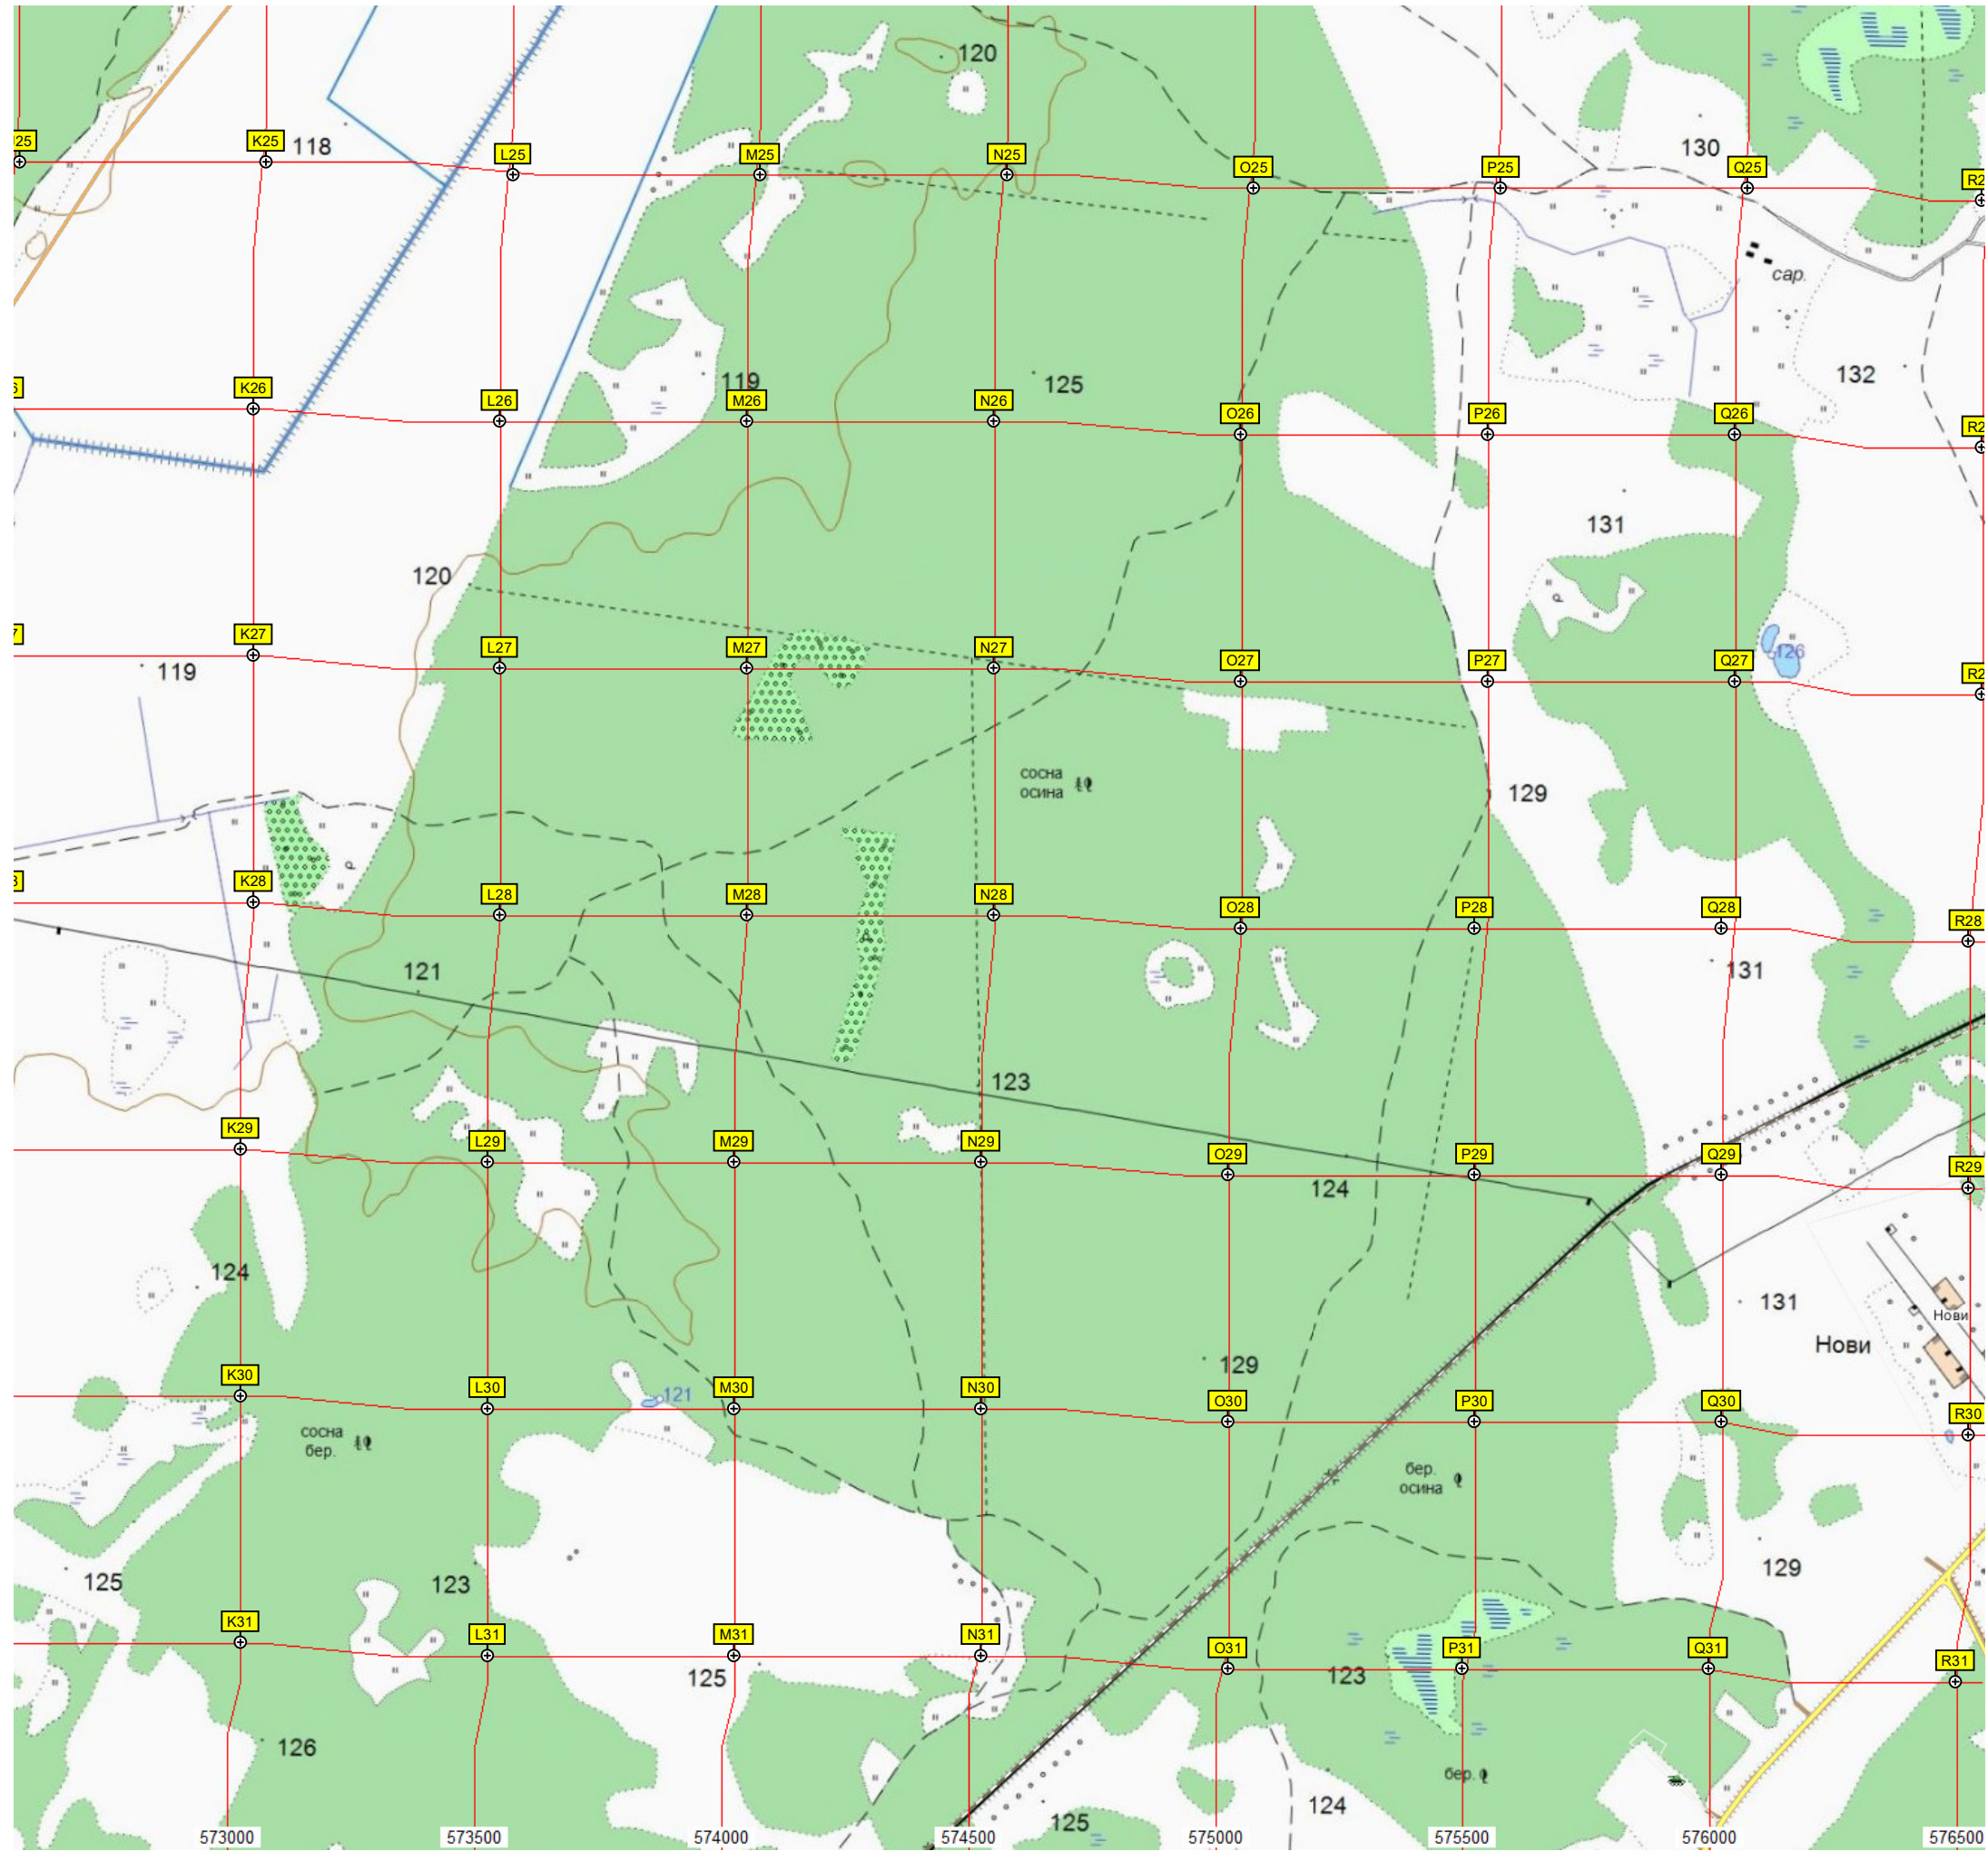 120
25
K25
118
L25
M25
N25
O25
P25
130
Q25
R2
сар.
119
125
132
K26
L26
M26
N26
O26
P26
Q26
R2
131
120
K27
119
L27
M27
N27
O27
P27
Q27
126
R2
сосна
осина
129
K28
L28
M28
N28
O28
P28
Q28
R28
121
131
123
K29
L29
M29
N29
O29
P29
Q29
R29
124
124
131
Нови
Нови
129
K30
L30
121
M30
N30
O30
P30
Q30
R30
сосна
бер.
бер.
осина
125
123
129
K31
L31
M31
N31
O31
P31
Q31
R31
125
123
126
бер.
125
124
573000
573500
574000
574500
575000
575500
576000
576500